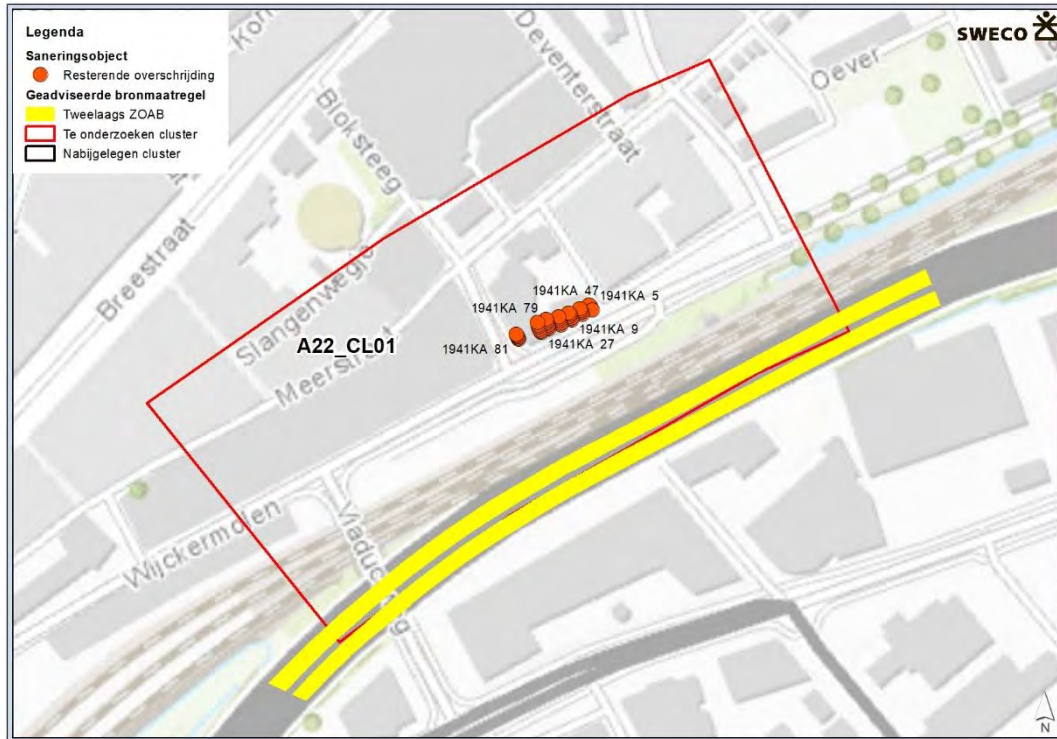 Legenda
Saneringsobject
Resterende overschrijding
Geadviseerde bronmaatregel
Tweelaags ZOAB
Te onderzoeken cluster
Nabijgelegen cluster
SWECO
Oever
Deventerstraat
Bloksteeg
Breestraat
Slangenwegje
Meerstraat
A22_CL01
1941KA 47
1941KA 5
1941KA 79
1941KA 9
1941KA 81
1941KA 27
Wijckermolen
N